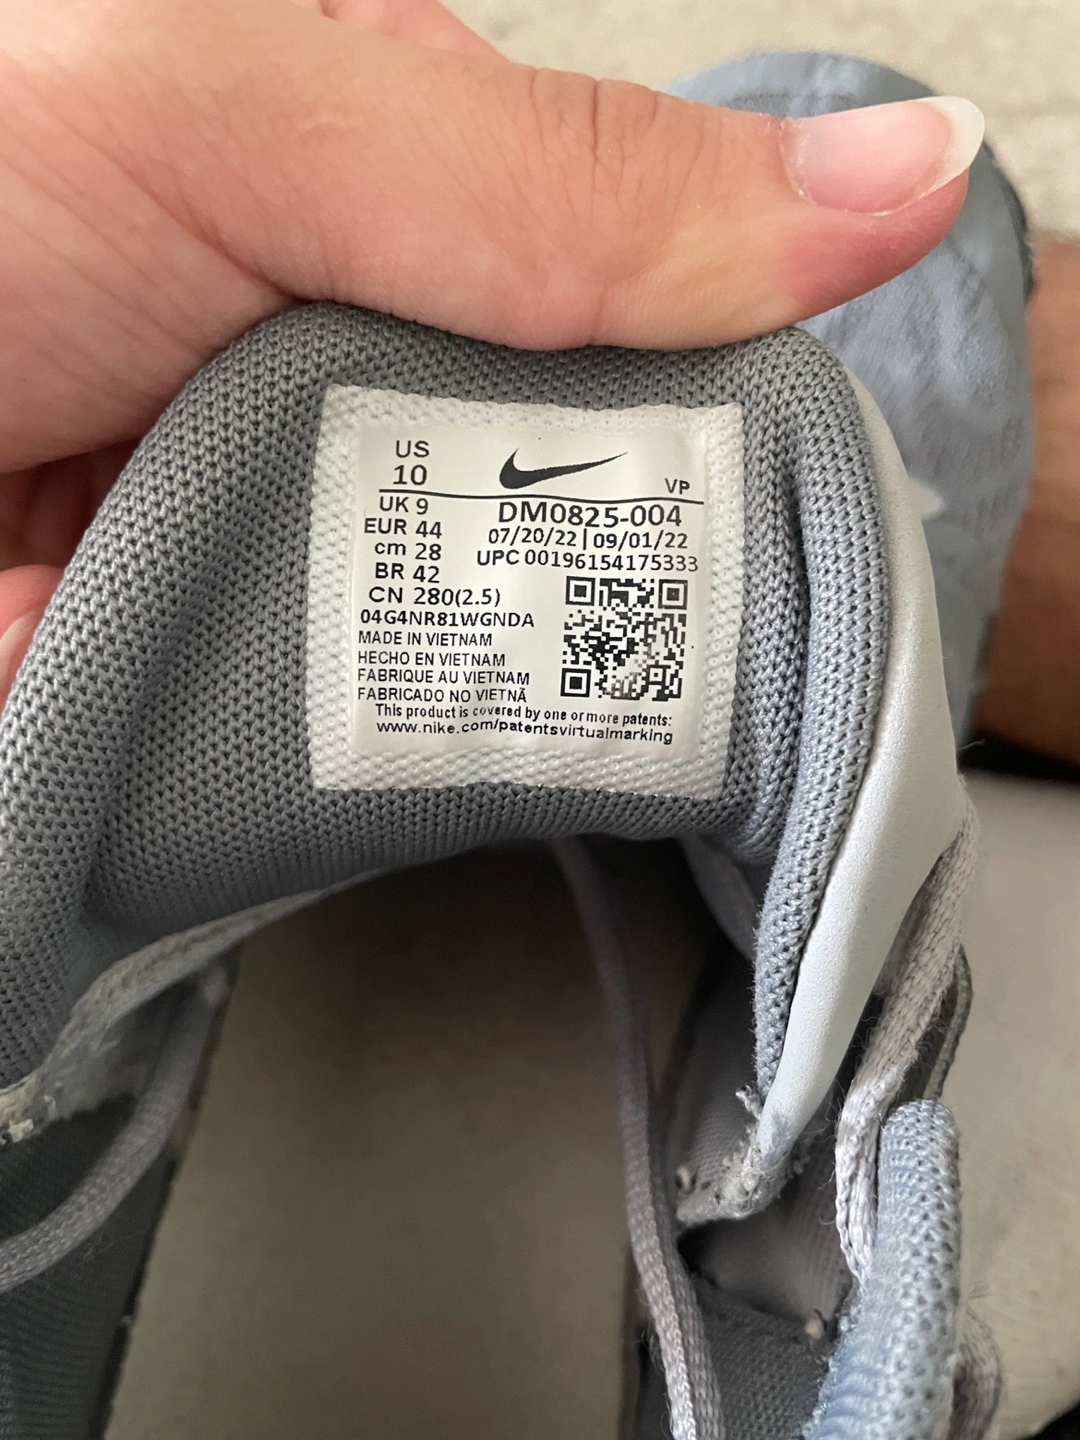 US
10
VP
UK 9
EUR 44
cm 28
BR 42
CN 280(2.5)
DM0825-004
07/20/22 | 09/01/22
UPC 00196154175333
04G4NR81WGNDA
MADE IN VIETNAM
HECHO EN VIETNAM
FABRIQUE AU VIETNAM
FABRICADO NO VIETNÃ
This product is covered by one or more patents:
www.nike.com/patentsvirtualmarking